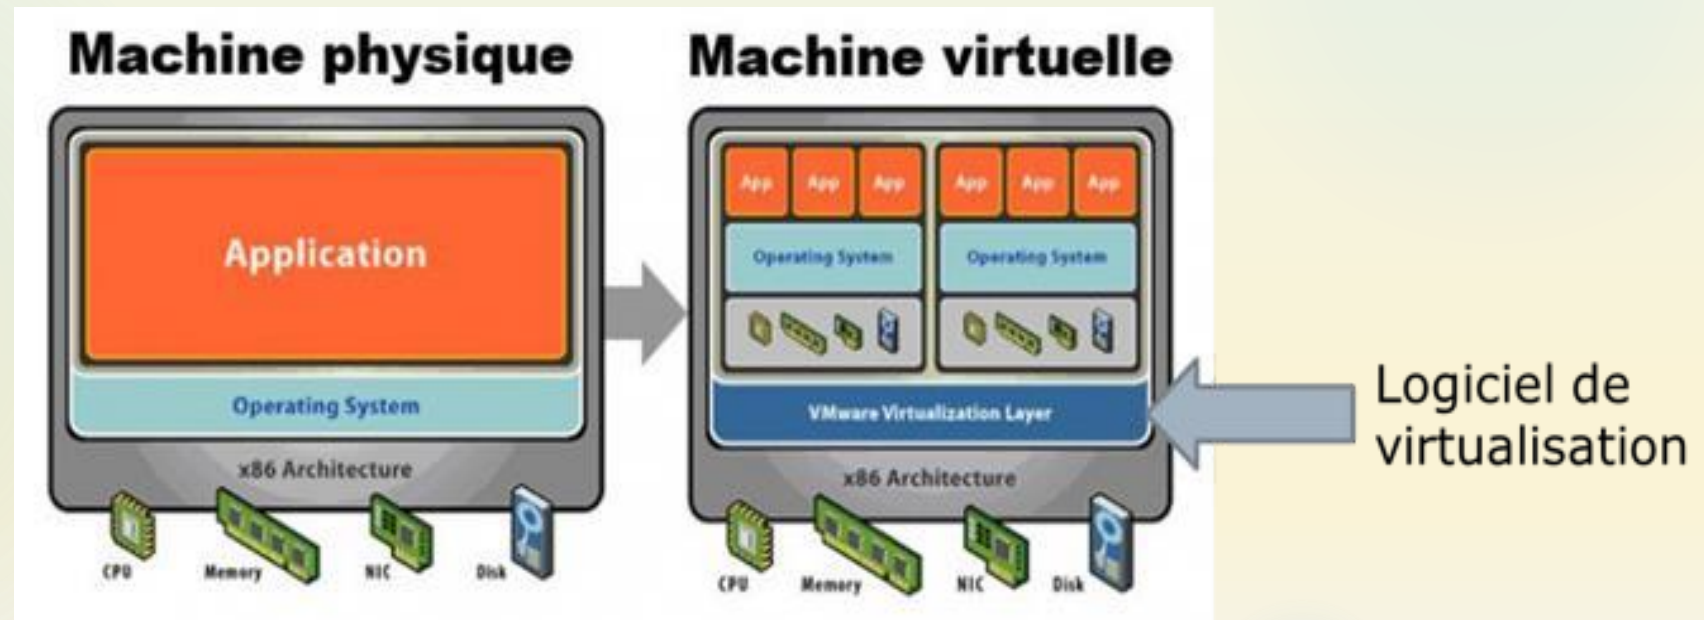 Machine physique
Application
Operating System
x86 Architecture
CPU
Memory
NIC
Disk
Machine virtuelle
App App App App App App
Operating System Operating System
VMware Virtualization Layer
x86 Architecture
CPU
Memory
NIC
Disk
Logiciel de
virtualisation